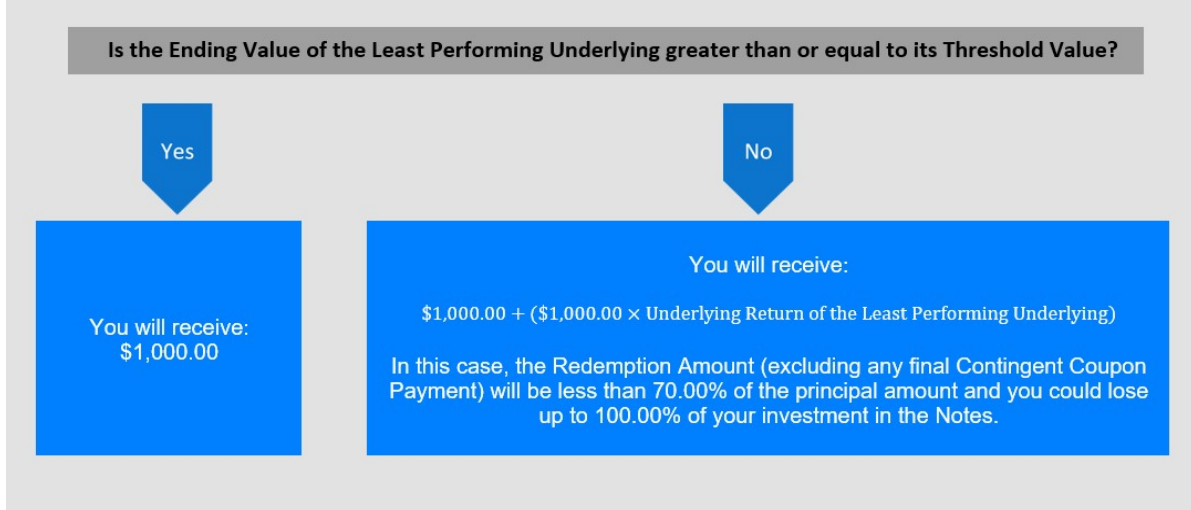 Is the Ending Value of the Least Performing Underlying greater than or equal to its Threshold Value?
Yes
No
You will receive:
$1,000.00
You will receive:
$1,000.00 + ($1,000.00 × Underlying Return of the Least Performing Underlying)
In this case, the Redemption Amount (excluding any final Contingent Coupon
Payment) will be less than 70.00% of the principal amount and you could lose
up to 100.00% of your investment in the Notes.